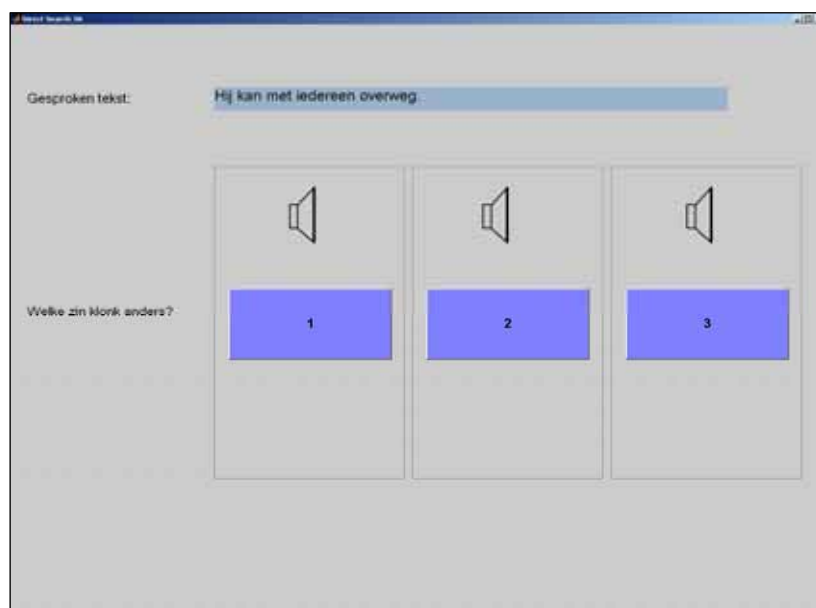 Gesproken tekst:
Hij kan met iedereen overweg
Welke zin klonk anders?
1
2
3